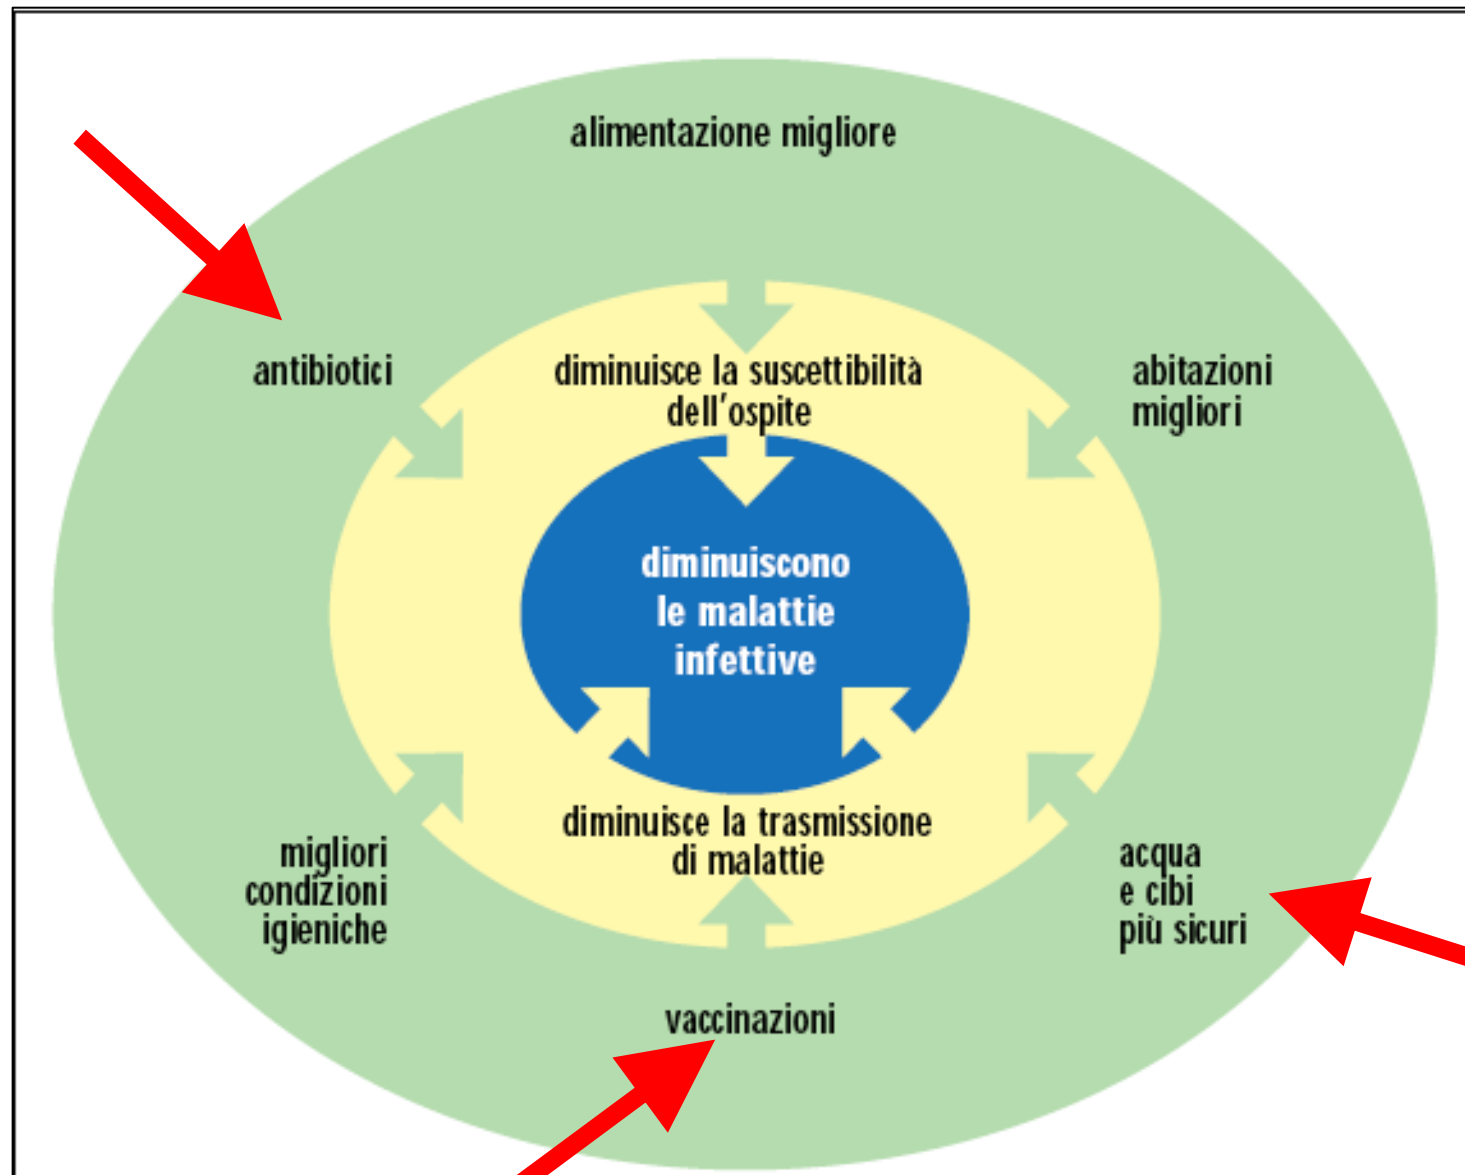 alimentazione migliore
antibiotici
diminuisce la suscettibilità
dell'ospite
abitazioni
migliori
diminuiscono
le malattie
infettive
diminuisce la trasmissione
di malattie
migliori
condizioni
igieniche
acqua
e cibi
più sicuri
vaccinazioni